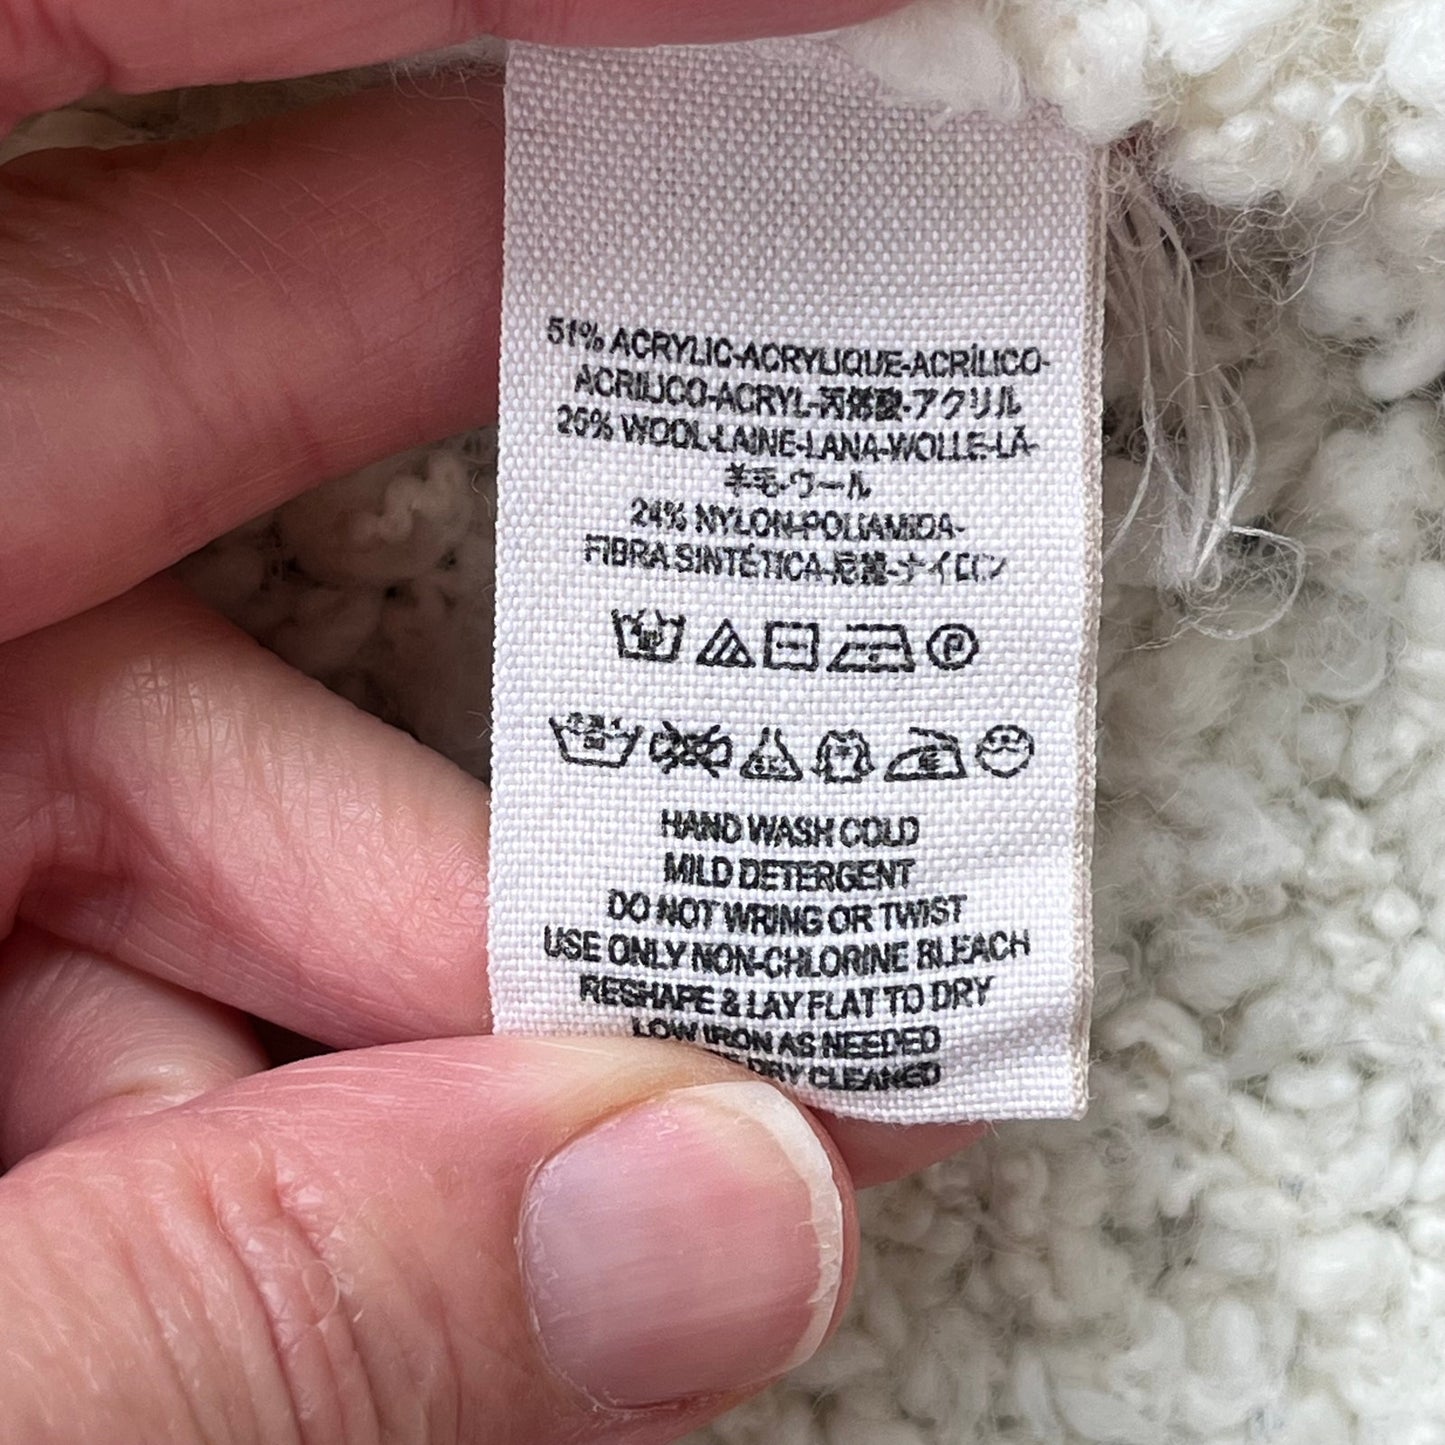 51% ACRYLIC-ACRYLIQUE-ACRÍLICO-
ACRILICO-ACRYL-丙烯酸-アクリル
25% WOOL-LAINE-LANA-WOLLE-LÃ-
羊毛-ウール
24% NYLON-POLIAMIDA-
FIBRA SINTÉTICA-尼龍-ナイロン
P
HAND WASH COLD
MILD DETERGENT
DO NOT WRING OR TWIST
USE ONLY NON-CHLORINE BLEACH
RESHAPE & LAY FLAT TO DRY
LOW IRON AS NEEDED
DRY CLEANED